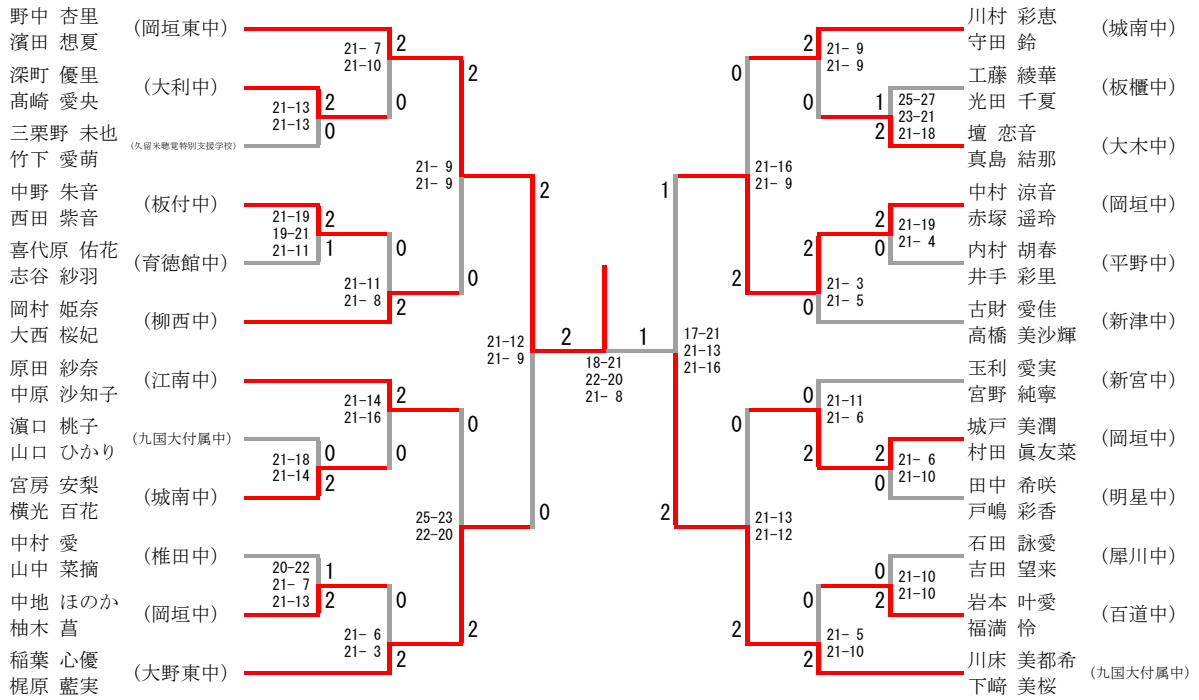 野中 杏里
濱田 想夏
(岡垣東中)
深町 優里
髙崎 愛央
(大利中)
三栗野 未也
竹下 愛萌
(久留米聴覚特別支援学校)
中野 朱音
西田 紫音
(板付中)
喜代原 佑花
志谷 紗羽
(育徳館中)
岡村 姫奈
大西 桜妃
(柳西中)
原田 紗奈
中原 沙知子
(江南中)
濵口 桃子
山口 ひかり
(九国大付属中)
宮房 安梨
横光 百花
(城南中)
中村 愛
山中 菜摘
(椎田中)
中地 ほのか
柚木 菖
(岡垣中)
稲葉 心優
梶原 藍実
(大野東中)
21- 7
21-10
2
0
21-13
21-13
2
0
21-19
19-21
21-11
2
1
21-11
21- 8
0
2
21- 9
21- 9
2
0
21-14
21-16
2
0
21-18
21-14
0
2
20-22
21- 7
21-13
1
2
21- 6
21- 3
0
2
25-23
22-20
0
2
21-12
21- 9
2
0
2
1
18-21
22-20
21- 8
17-21
21-13
21-16
1
2
21-16
21- 9
0
2
21- 9
21- 9
2
0
25-27
23-21
21-18
1
2
21-19
21- 4
2
0
21- 3
21- 5
2
0
21-13
21-12
0
2
21-11
21- 6
0
2
21- 6
21-10
2
0
21-10
21-10
0
2
21- 5
21-10
0
2
川村 彩恵
守田 鈴
(城南中)
工藤 綾華
光田 千夏
(板櫃中)
壇 恋音
真島 結那
(大木中)
中村 涼音
赤塚 遥玲
(岡垣中)
内村 胡春
井手 彩里
(平野中)
古財 愛佳
高橋 美沙輝
(新津中)
玉利 愛実
宮野 純寧
(新宮中)
城戸 美潤
村田 眞友菜
(岡垣中)
田中 希咲
戸嶋 彩香
(明星中)
石田 詠愛
吉田 望来
(犀川中)
岩本 叶愛
福満 怜
(百道中)
川床 美都希
下﨑 美桜
(九国大付属中)